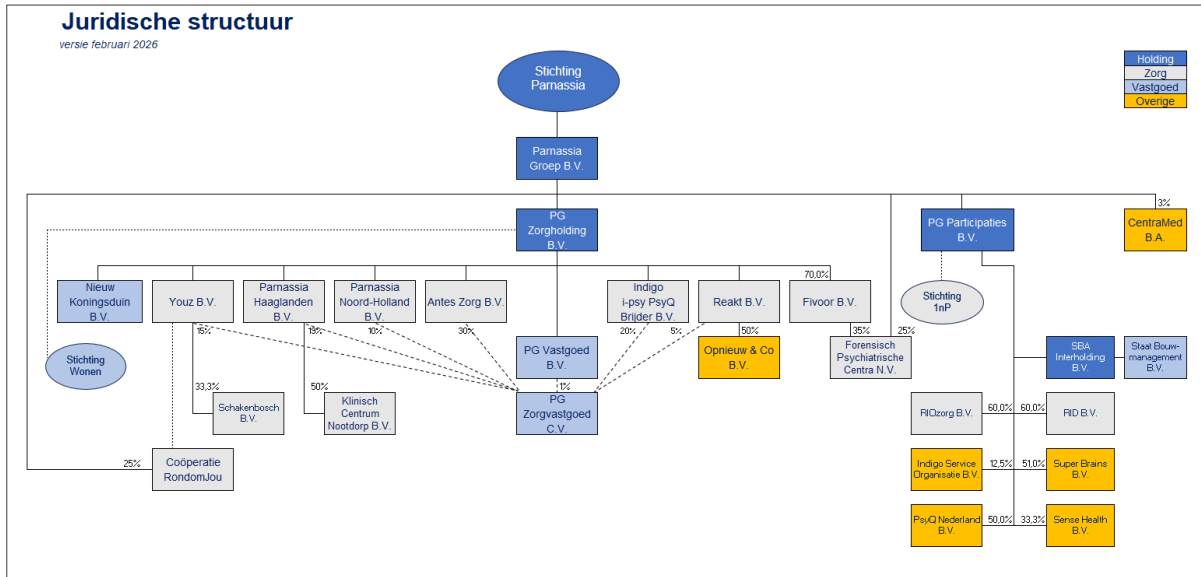 Juridische structuur
versie februari 2026
Stichting
Parnassia
Holding
Zorg
Vastgoed
Overige
Parnassia
Groep B.V.
3%
PG
Zorgholding
B.V.
PG Participaties
B.V.
CentraMed
B.A.
70,0%
Nieuw
Koningsduin
B.V.
Youz B.V.
Parnassia
Haaglanden
B.V.
Parnassia
Noord-Holland
B.V.
Antes Zorg B.V.
Indigo
i-psy PsyQ
Brijder B.V.
Reakt B.V.
Fivoor B.V.
Stichting
1nP
15%
13%
10%
30%
20%
5%
50%
35%
25%
Stichting
Wonen
PG Vastgoed
B.V.
Opnieuw & Co
B.V.
Forensisch
Psychiatrische
Centra N.V.
SBA
Interholding
B.V.
Staat Bouw-
management
B.V.
33,3%
50%
1%
Schakenbosch
B.V.
Klinisch
Centrum
Nootdorp B.V.
PG
Zorgvastgoed
C.V.
RIOzorg B.V.
60,0%
60,0%
RID B.V.
25%
Coöperatie
RondomJou
Indigo Service
Organisatie B.V.
12,5%
51,0%
Super Brains
B.V.
PsyQ Nederland
B.V.
50,0%
33,3%
Sense Health
B.V.